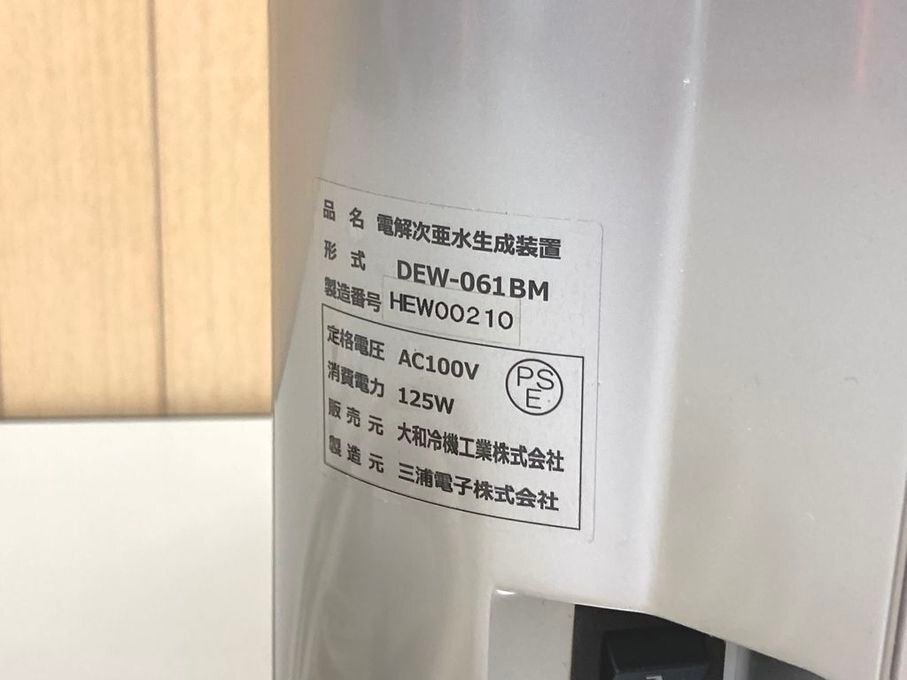 品名 電解次亜水生成装置
形式 DEW-061BM
製造番号 HEW00210
定格電圧 AC100V
消費電力 125W
PSE
販売元 大和冷機工業株式会社
製造元 三浦電子株式会社